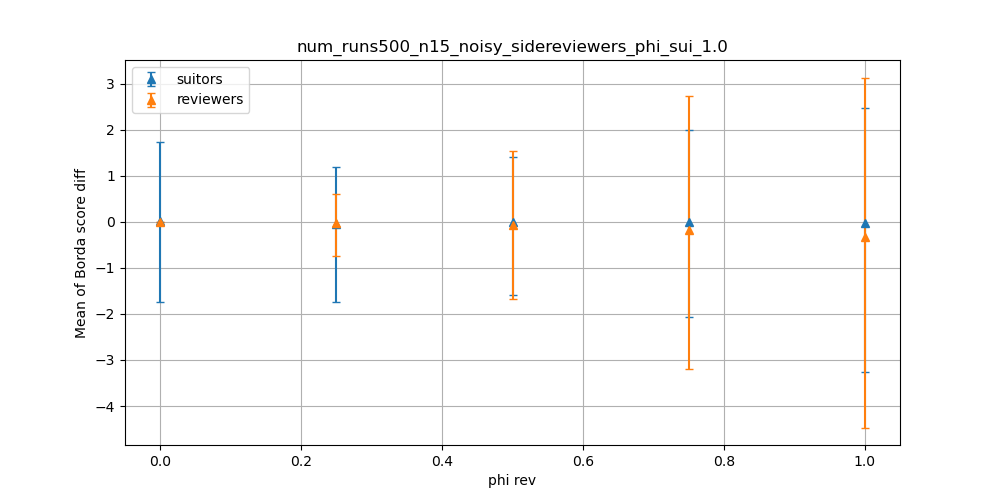 num_runs500_n15_noisy_sidereviewers_phi_sui_1.0
suitors
reviewers
3
2
1
0
−1
−2
−3
−4
Mean of Borda score diff
0.0
0.2
0.4
0.6
0.8
1.0
phi rev